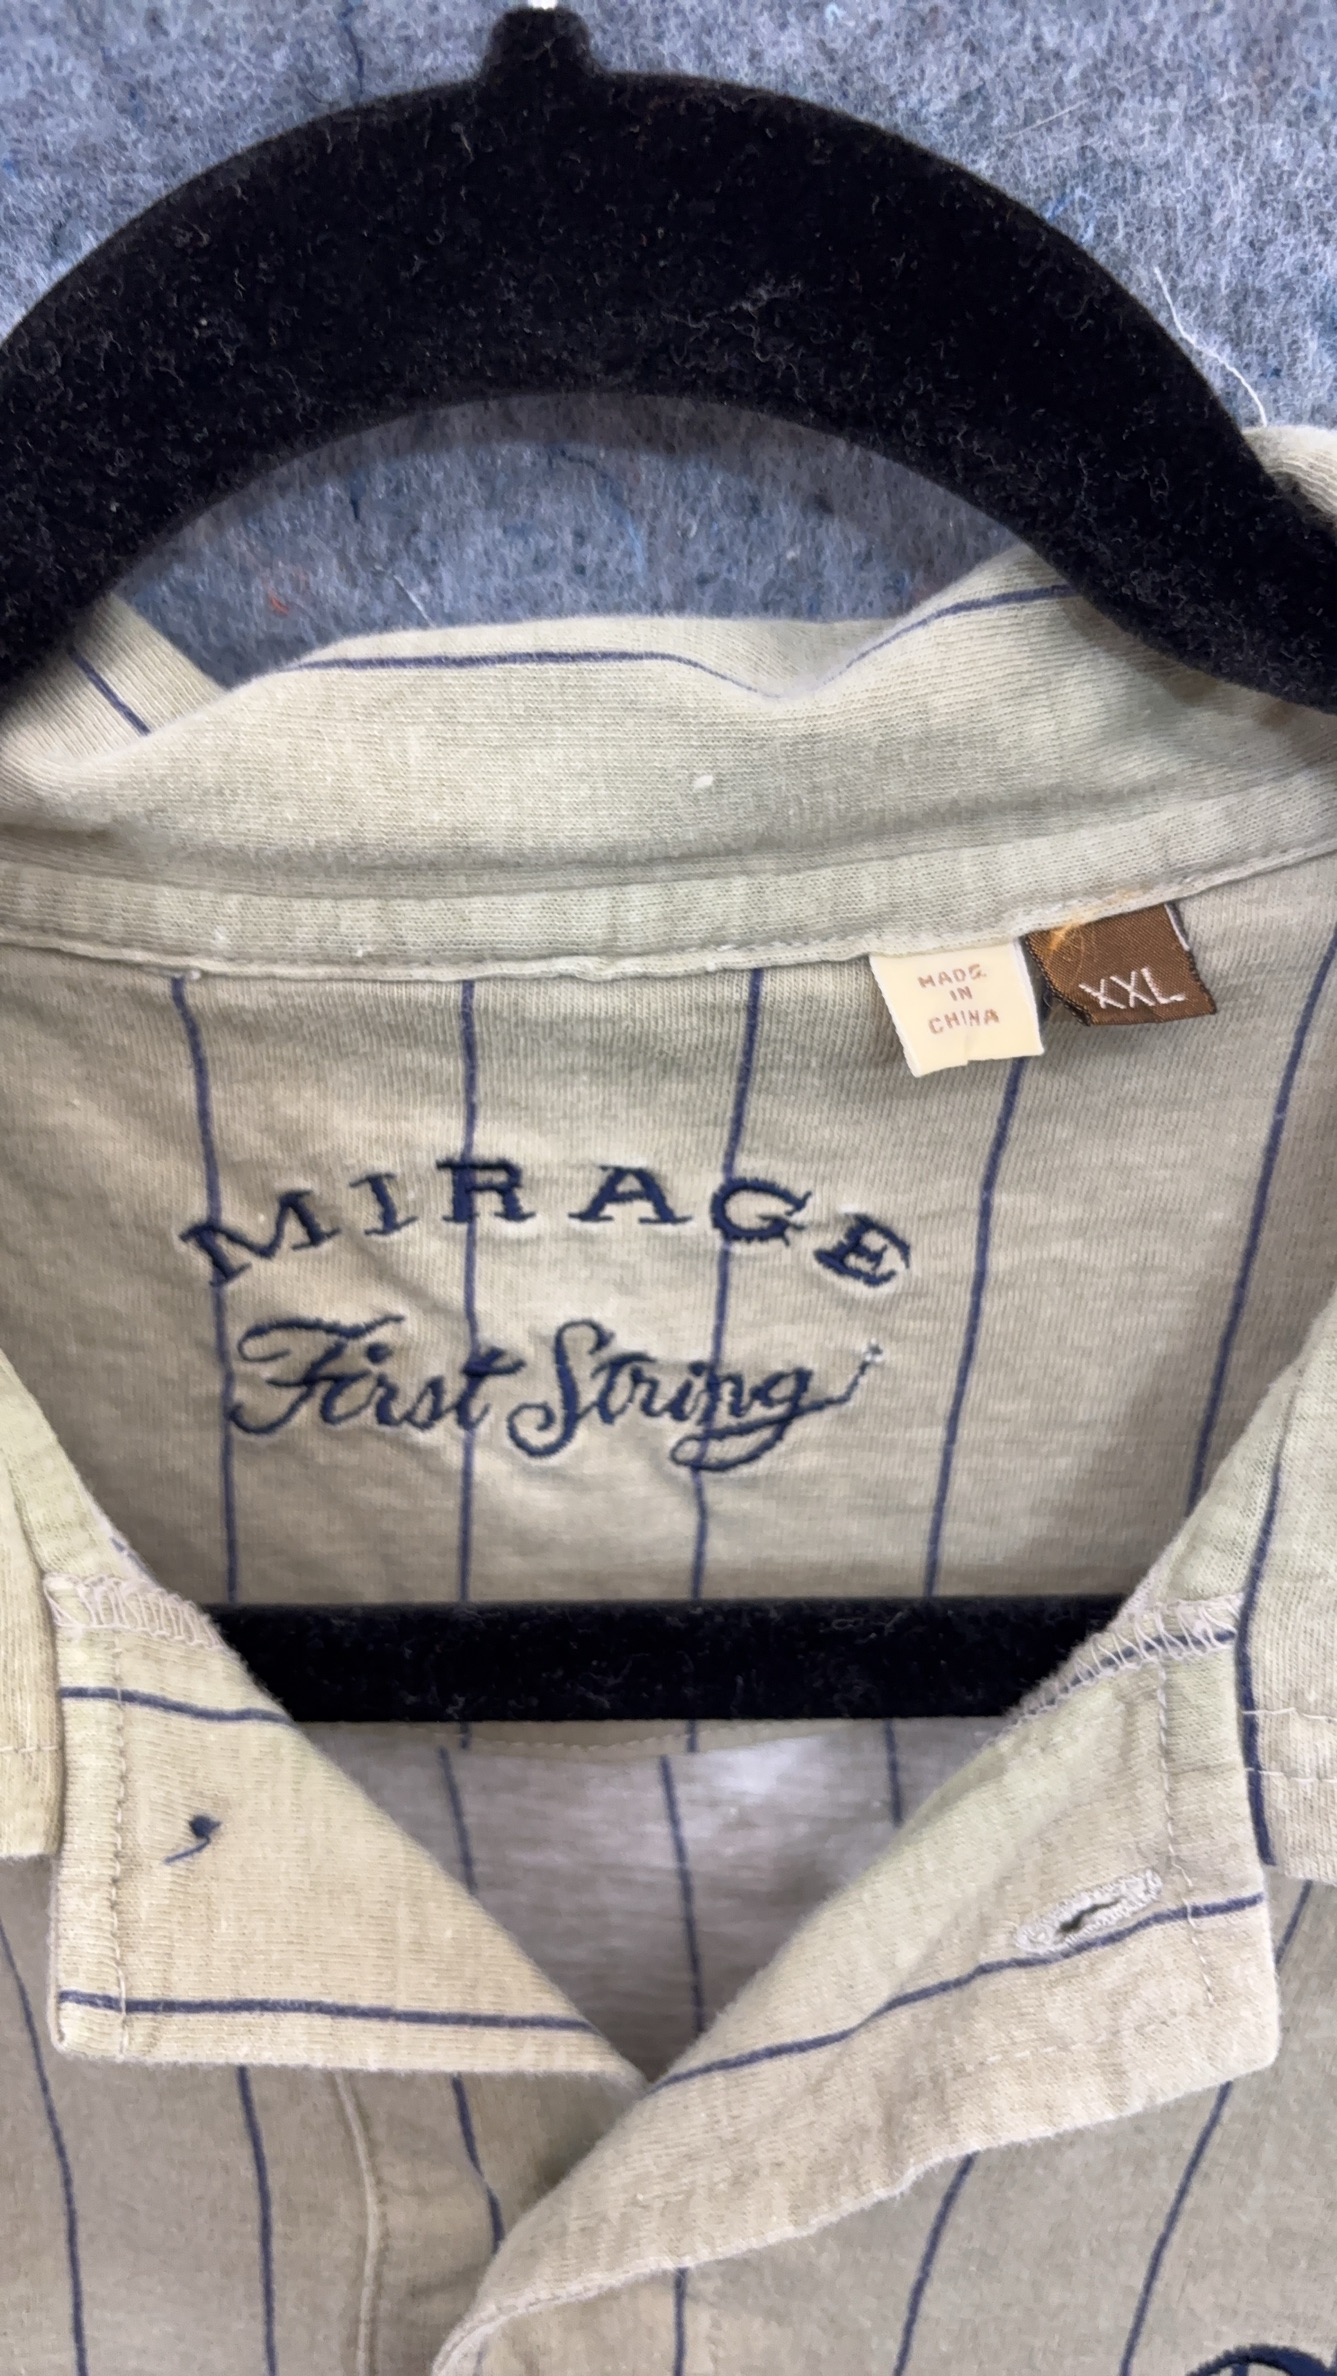 MADE
IN
CHINA
XXL
MIRAGE
First String